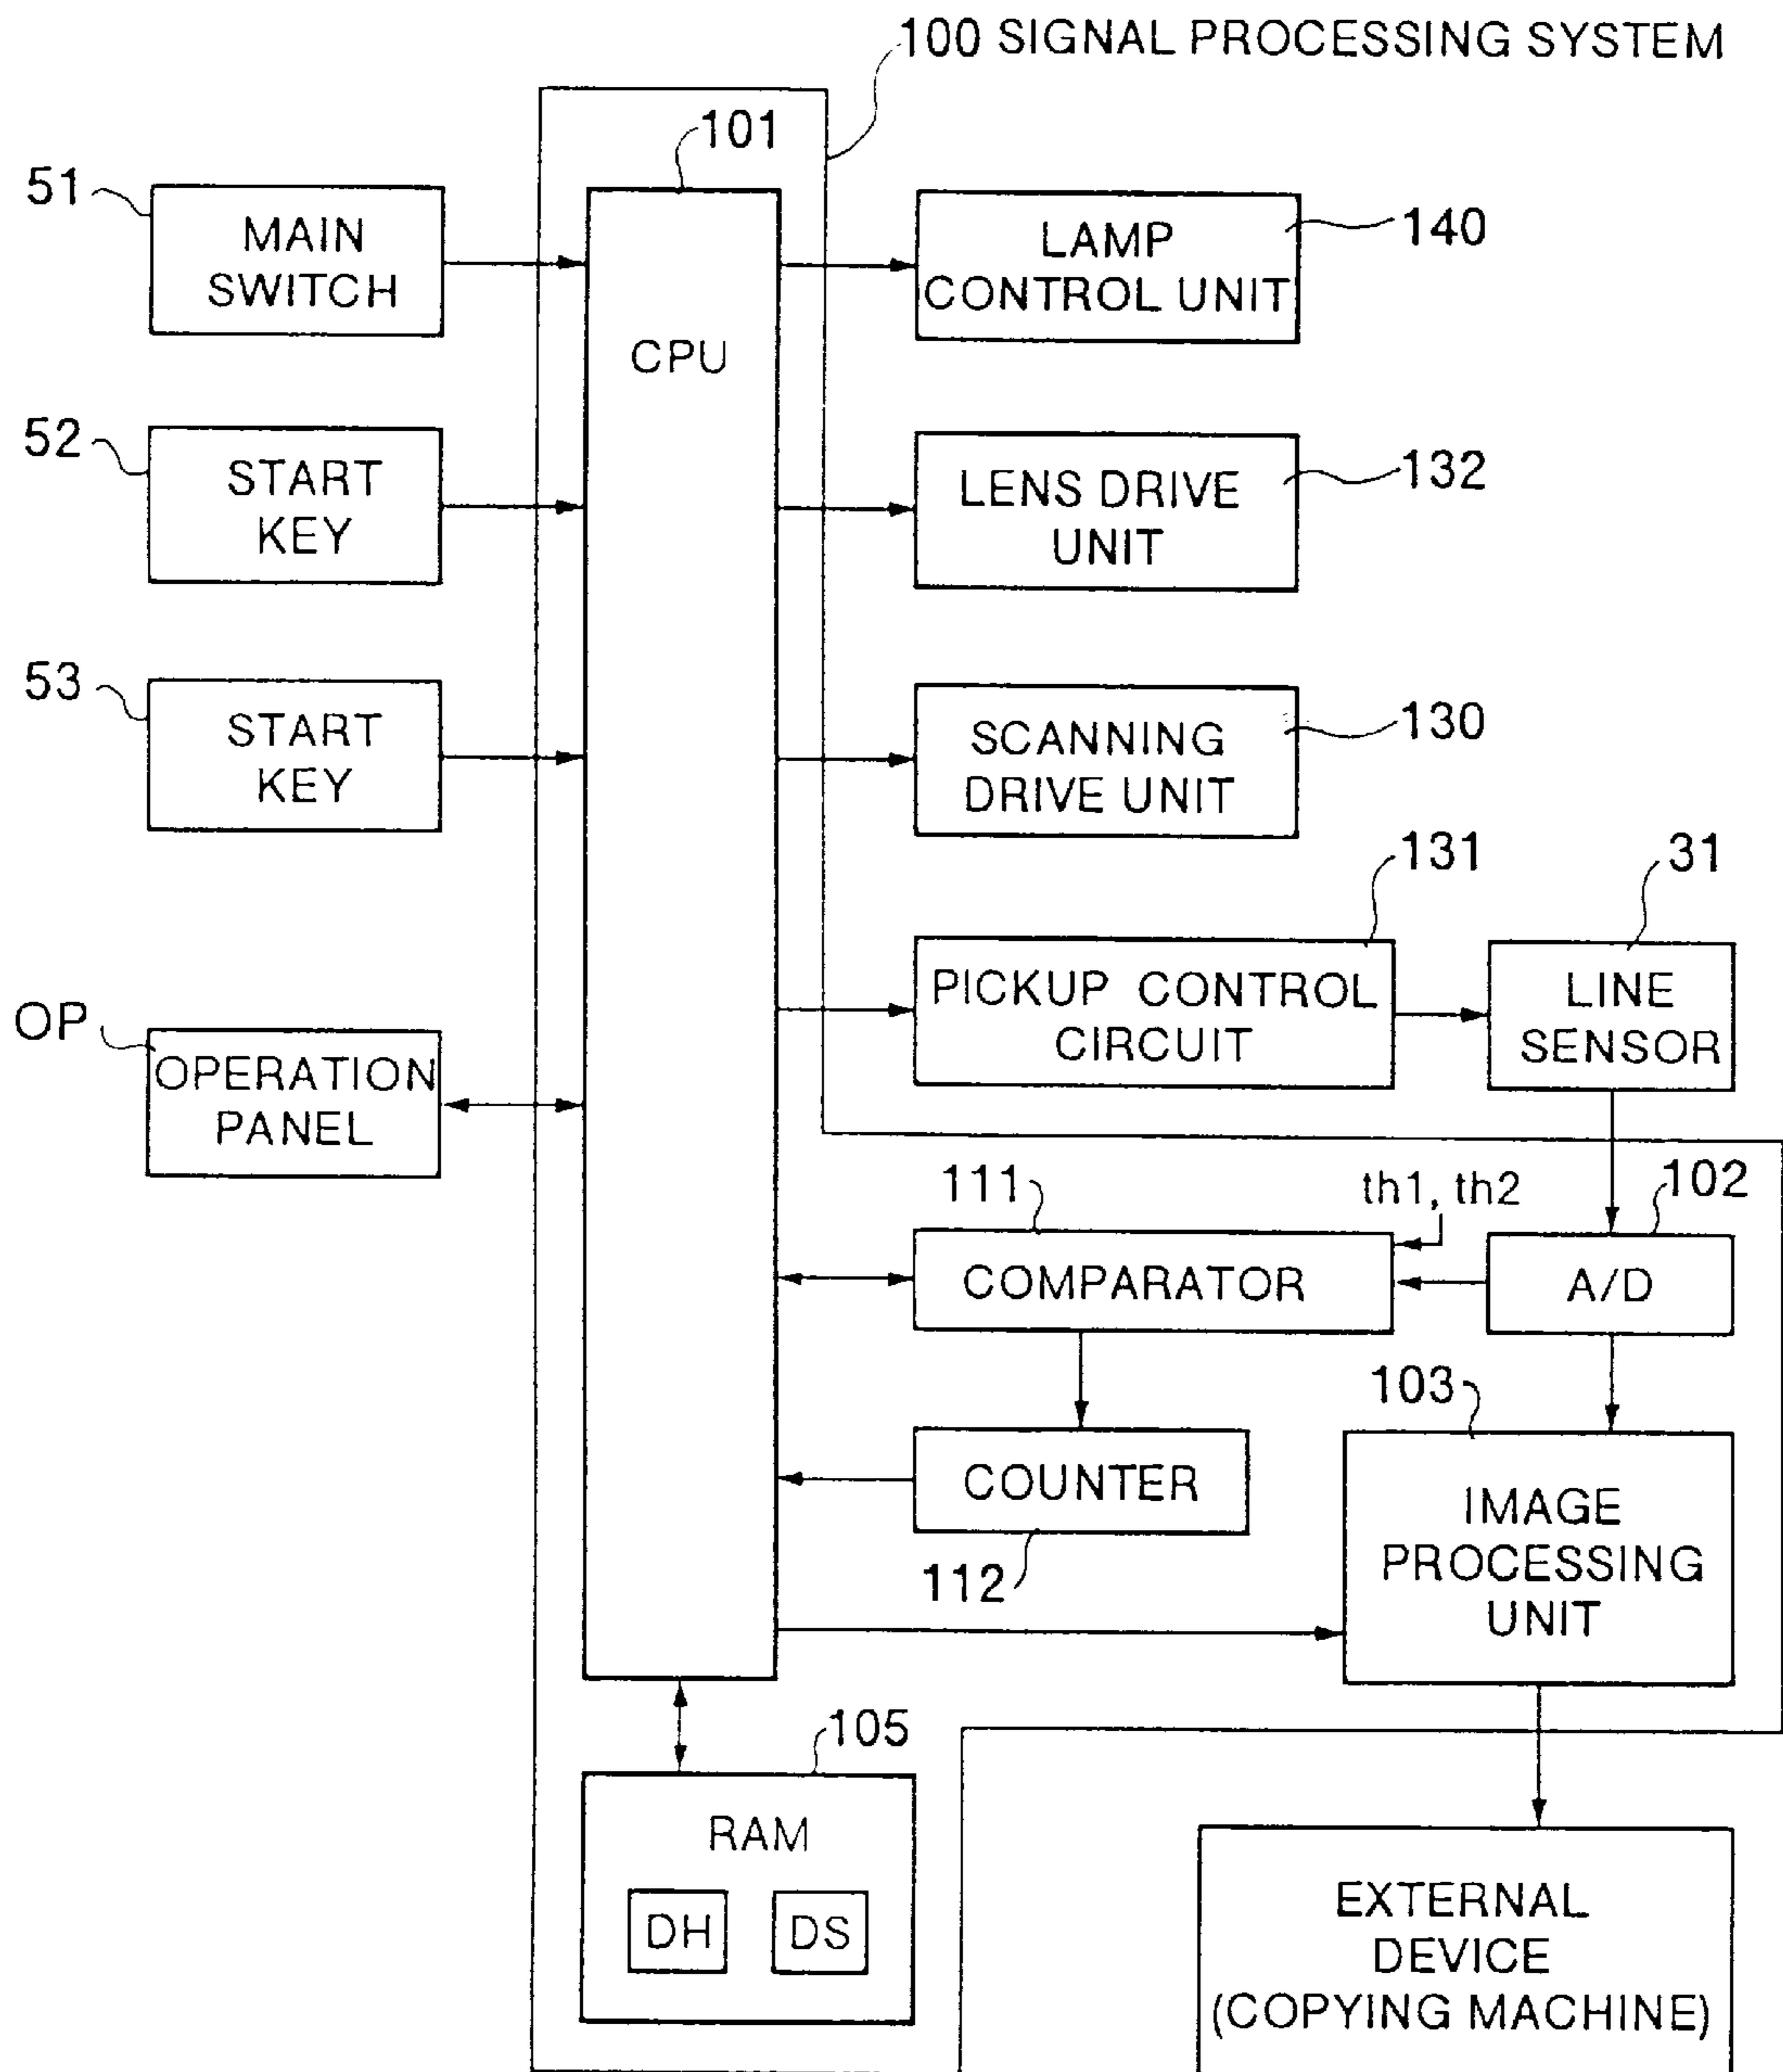 100 SIGNAL PROCESSING SYSTEM
101
51
MAIN
SWITCH
CPU
LAMP
CONTROL UNIT
140
52
START
KEY
LENS DRIVE
UNIT
132
53
START
KEY
SCANNING
DRIVE UNIT
130
131
31
PICKUP CONTROL
CIRCUIT
LINE
SENSOR
OP
OPERATION
PANEL
111
th1, th2
102
COMPARATOR
A/D
103
COUNTER
112
IMAGE
PROCESSING
UNIT
105
RAM
DH
DS
EXTERNAL
DEVICE
(COPYING MACHINE)